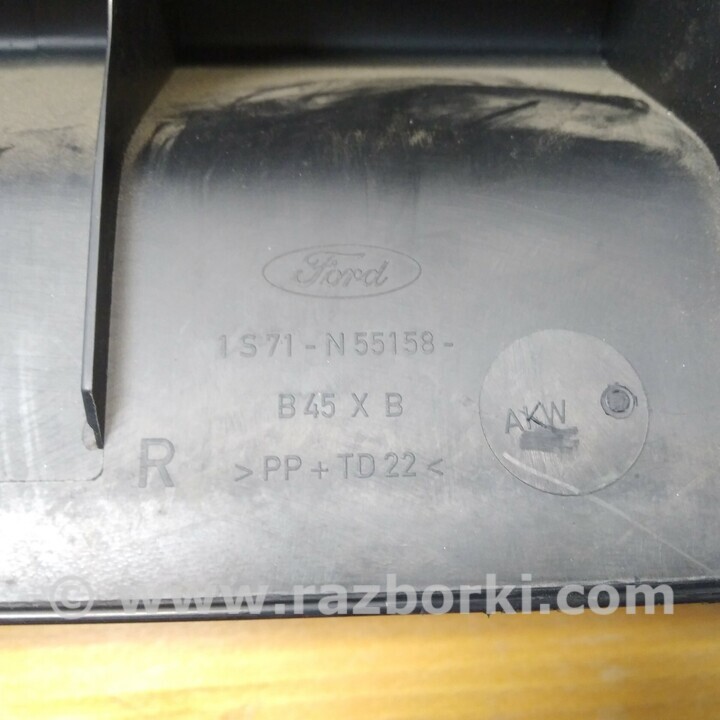 Ford
1S71-N55158-
B45 X B
AKW
R
>PP+TD22<
© www.razborki.com